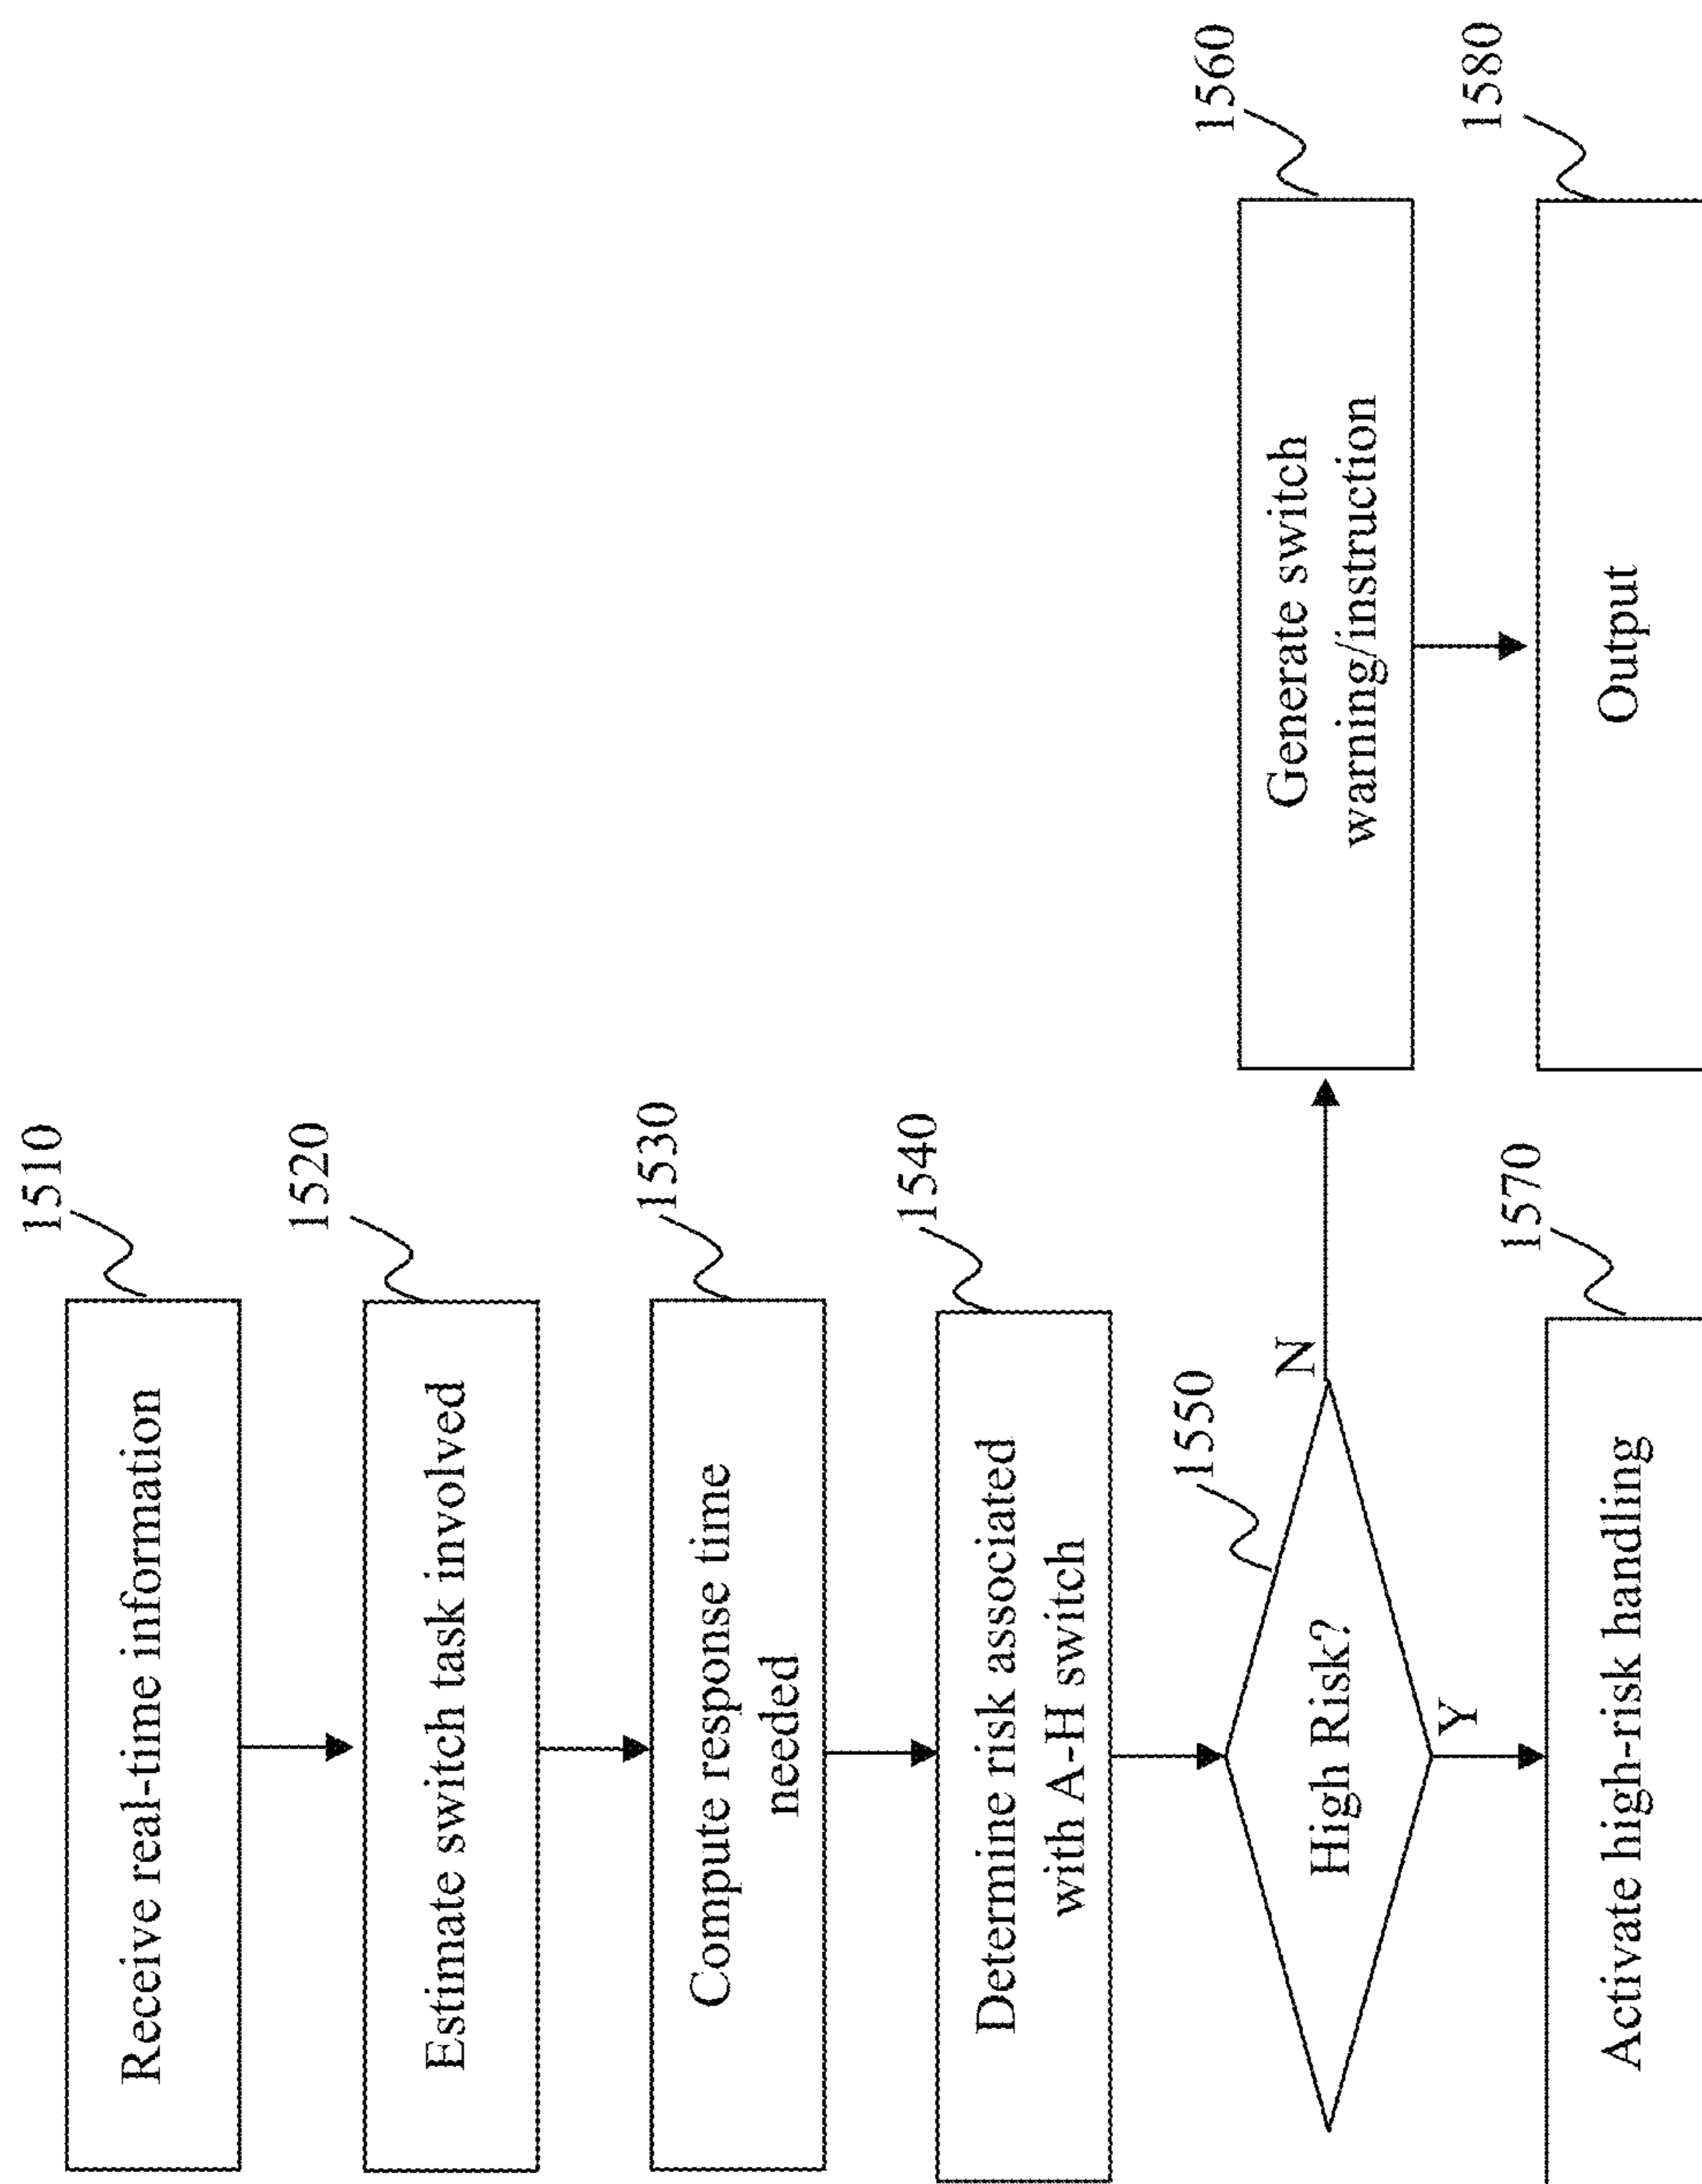 1510
Receive real-time information
1520
Estimate switch task involved
1530
Compute response time
needed
1540
Determine risk associated
with A-H switch
1550
High Risk?
N
Y
1560
Generate switch
warning/instruction
1570
Activate high-risk handling
1580
Output